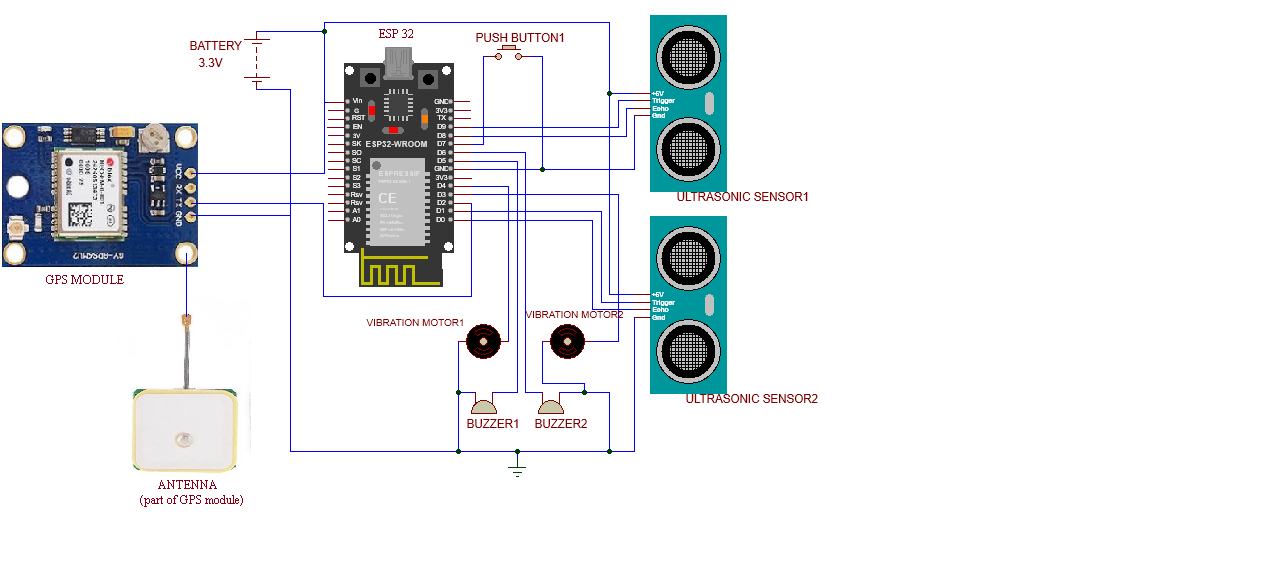 ESP 32
PUSH BUTTON1
BATTERY
3.3V
Vin
G
RST
EN
3V
SK
SO
SC
S1
S2
S3
Rsv
Rsv
A1
A0
GND
3V3
TX
D9
D8
D7
D6
D5
GND
3V3
D4
D3
D2
D1
D0
ESP32-WROOM
ESPRESSIF
CE
+5V
Trigger
Echo
Gnd
ULTRASONIC SENSOR1
VCC
RX
TX
GND
GPS MODULE
+5V
Trigger
Echo
Gnd
ULTRASONIC SENSOR2
VIBRATION MOTOR1
VIBRATION MOTOR2
BUZZER1
BUZZER2
ANTENNA
(part of GPS module)